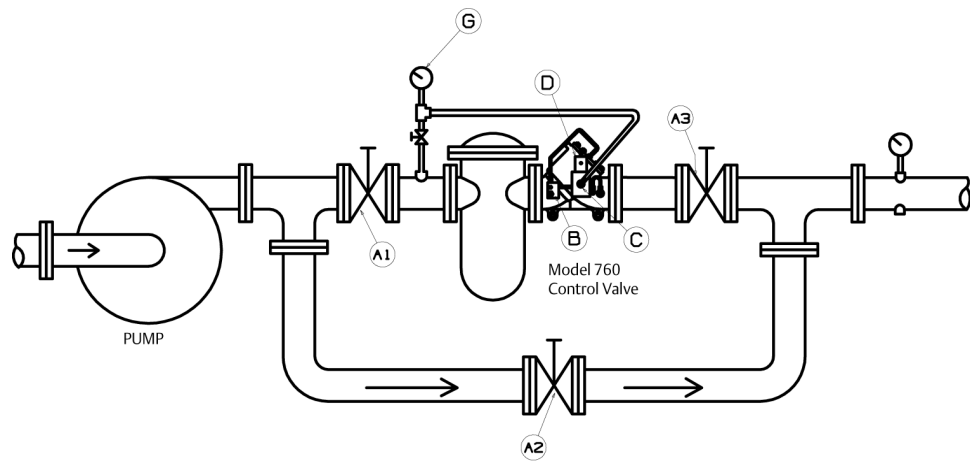 G
D
A3
A1
B
C
Model 760
Control Valve
PUMP
A2